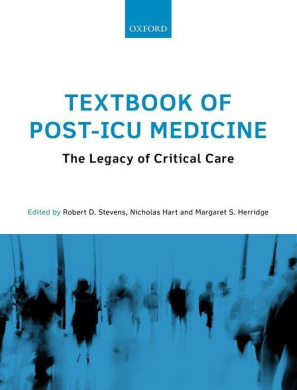 OXFORD
TEXTBOOK OF
POST-ICU MEDICINE
The Legacy of Critical Care
Edited by Robert D. Stevens, Nicholas Hart and Margaret S. Herridge